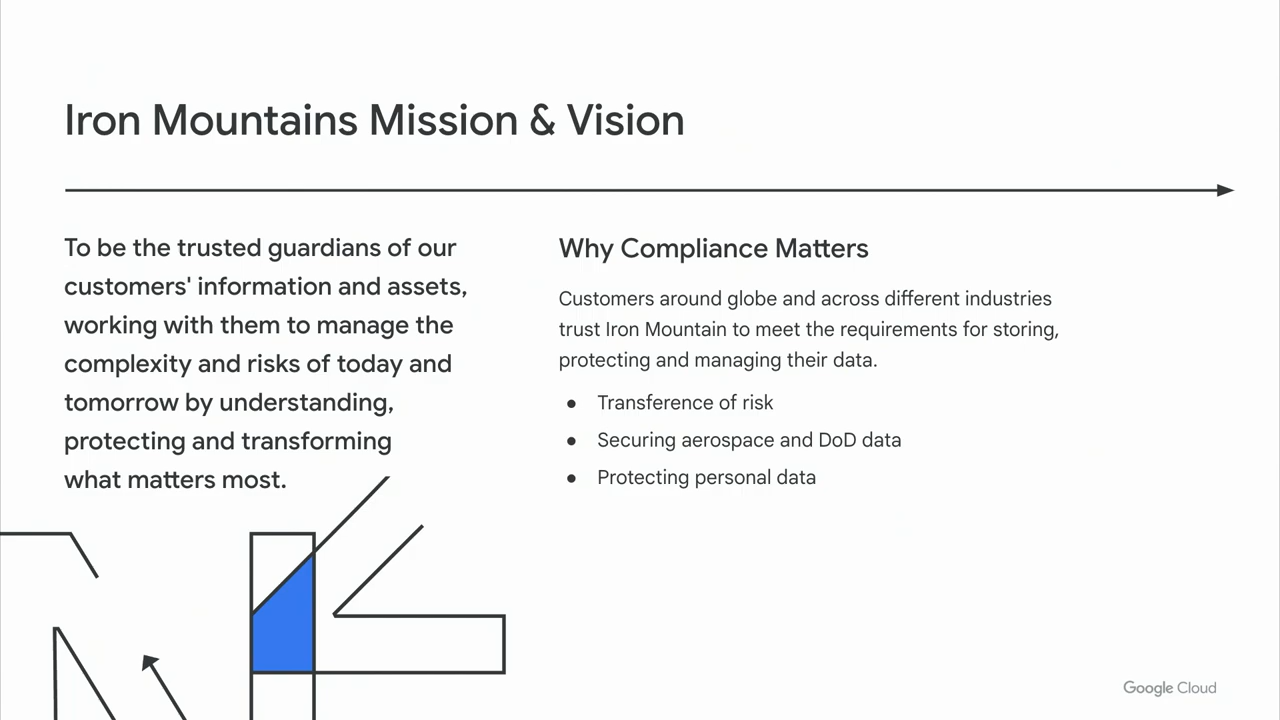 Iron Mountains Mission & Vision
To be the trusted guardians of our
customers' information and assets,
working with them to manage the
complexity and risks of today and
tomorrow by understanding,
protecting and transforming
what matters most.
Why Compliance Matters
Customers around globe and across different industries
trust Iron Mountain to meet the requirements for storing,
protecting and managing their data.
● Transference of risk
● Securing aerospace and DoD data
● Protecting personal data
Google Cloud